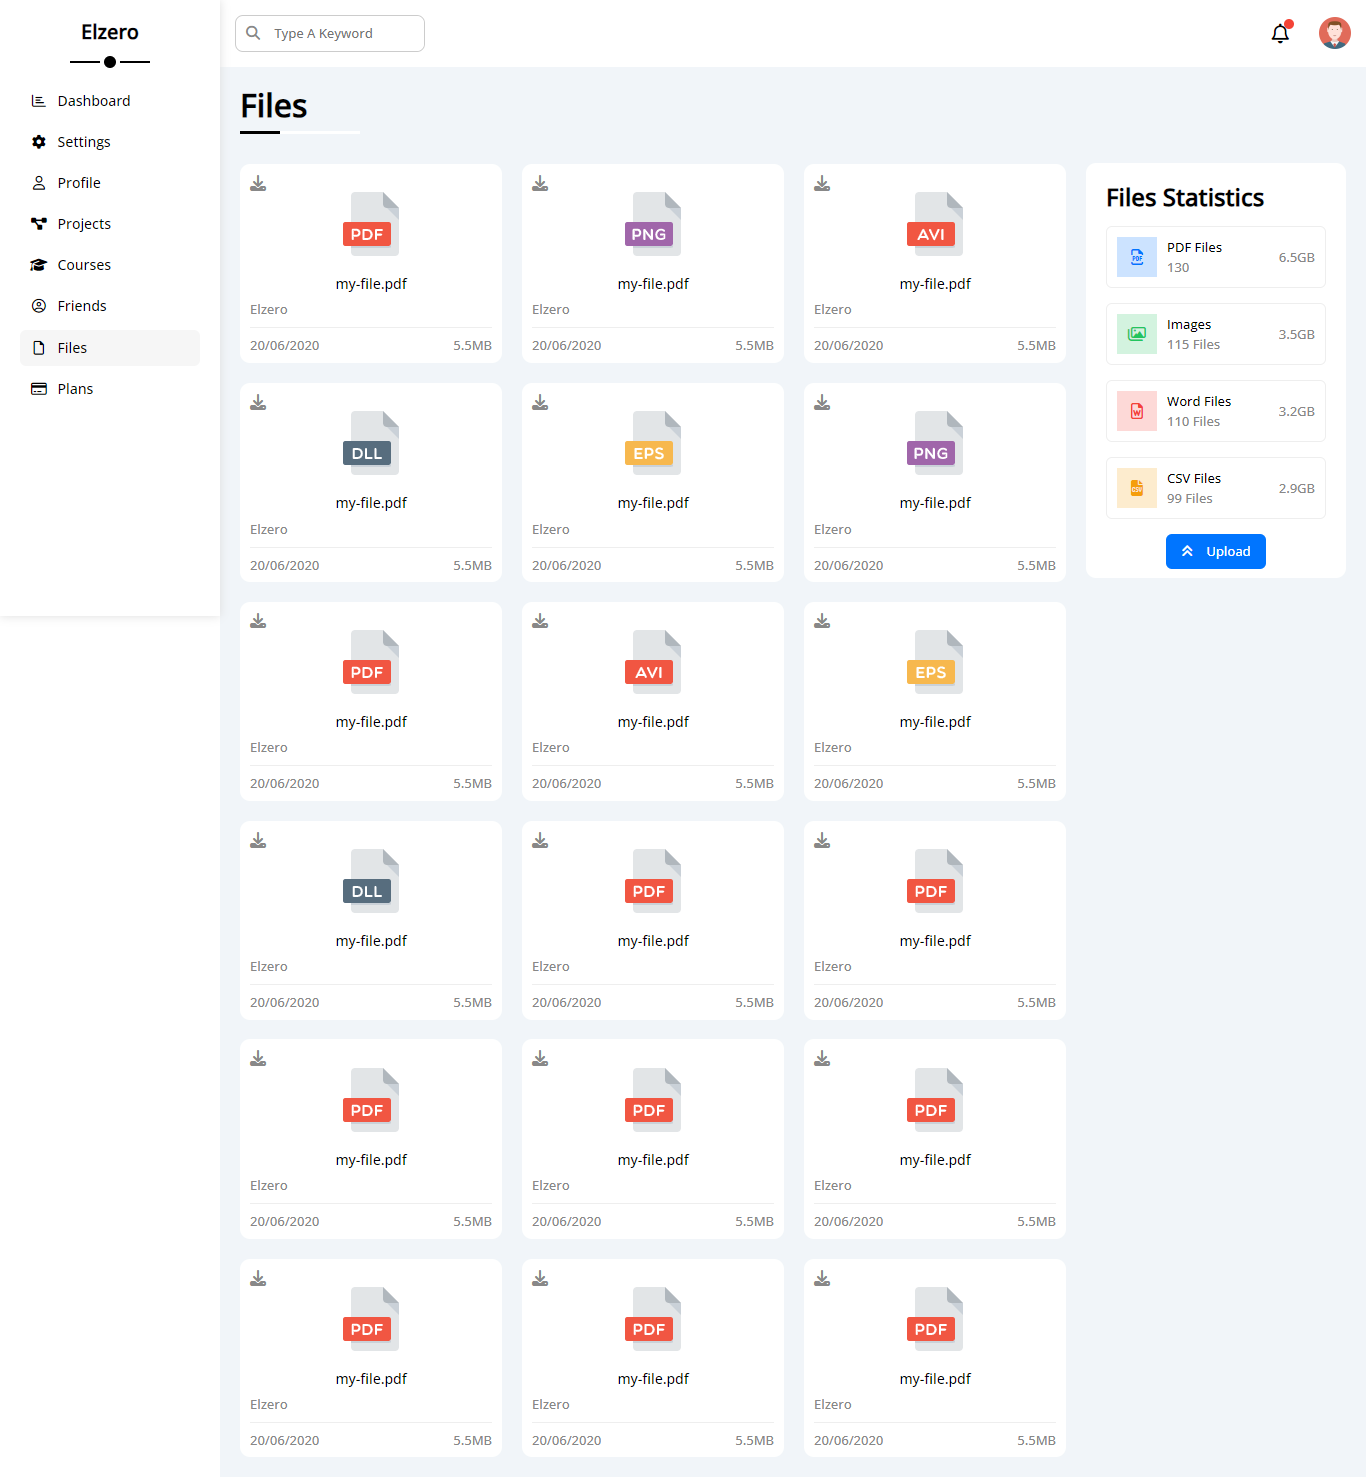 Elzero
Type A Keyword
Dashboard
Settings
Profile
Projects
Courses
Friends
Files
Plans
Files
PDF
my-file.pdf
Elzero
20/06/2020 5.5MB
PNG
my-file.pdf
Elzero
20/06/2020 5.5MB
AVI
my-file.pdf
Elzero
20/06/2020 5.5MB
DLL
my-file.pdf
Elzero
20/06/2020 5.5MB
EPS
my-file.pdf
Elzero
20/06/2020 5.5MB
PNG
my-file.pdf
Elzero
20/06/2020 5.5MB
PDF
my-file.pdf
Elzero
20/06/2020 5.5MB
AVI
my-file.pdf
Elzero
20/06/2020 5.5MB
EPS
my-file.pdf
Elzero
20/06/2020 5.5MB
DLL
my-file.pdf
Elzero
20/06/2020 5.5MB
PDF
my-file.pdf
Elzero
20/06/2020 5.5MB
PDF
my-file.pdf
Elzero
20/06/2020 5.5MB
PDF
my-file.pdf
Elzero
20/06/2020 5.5MB
PDF
my-file.pdf
Elzero
20/06/2020 5.5MB
PDF
my-file.pdf
Elzero
20/06/2020 5.5MB
PDF
my-file.pdf
Elzero
20/06/2020 5.5MB
PDF
my-file.pdf
Elzero
20/06/2020 5.5MB
PDF
my-file.pdf
Elzero
20/06/2020 5.5MB
Files Statistics
PDF
PDF Files
130
6.5GB
Images
115 Files
3.5GB
W
Word Files
110 Files
3.2GB
CSV
CSV Files
99 Files
2.9GB
Upload